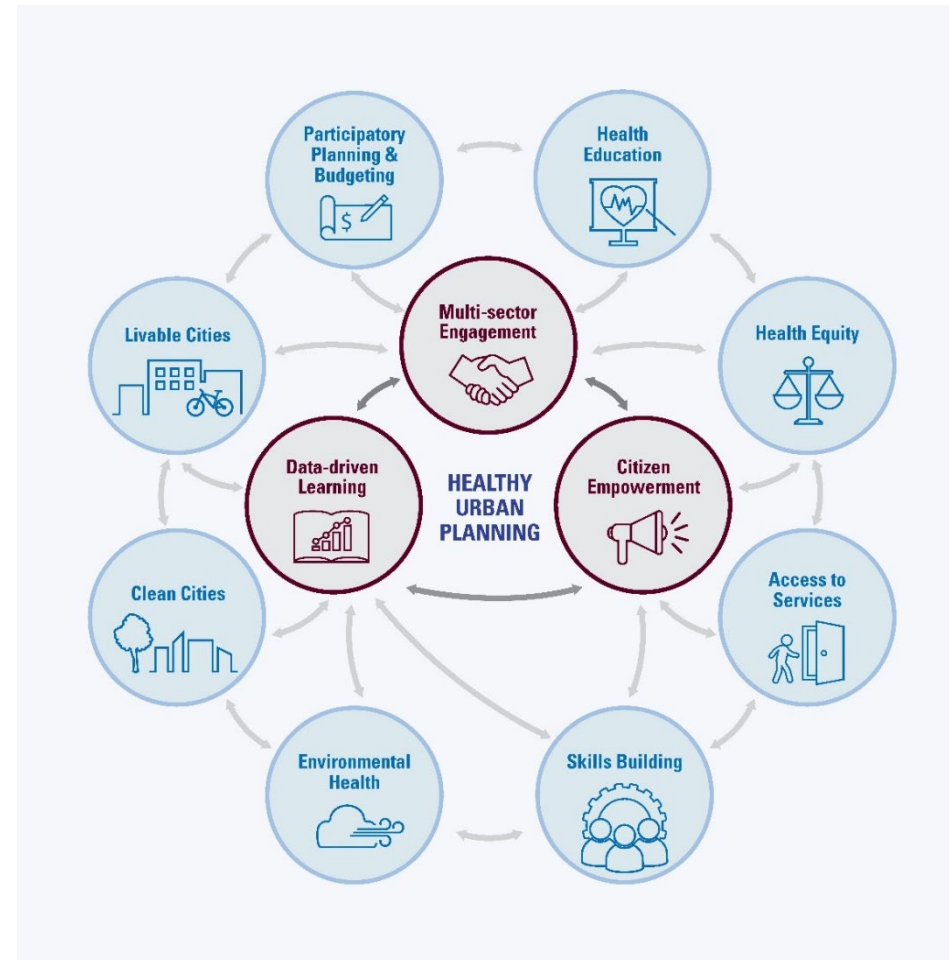 Participatory
Planning &
Budgeting
$
Health
Education
Multi-sector
Engagement
Livable Cities
Health Equity
Data-driven
Learning
HEALTHY
URBAN
PLANNING
Citizen
Empowerment
Clean Cities
Access to
Services
Environmental
Health
Skills Building